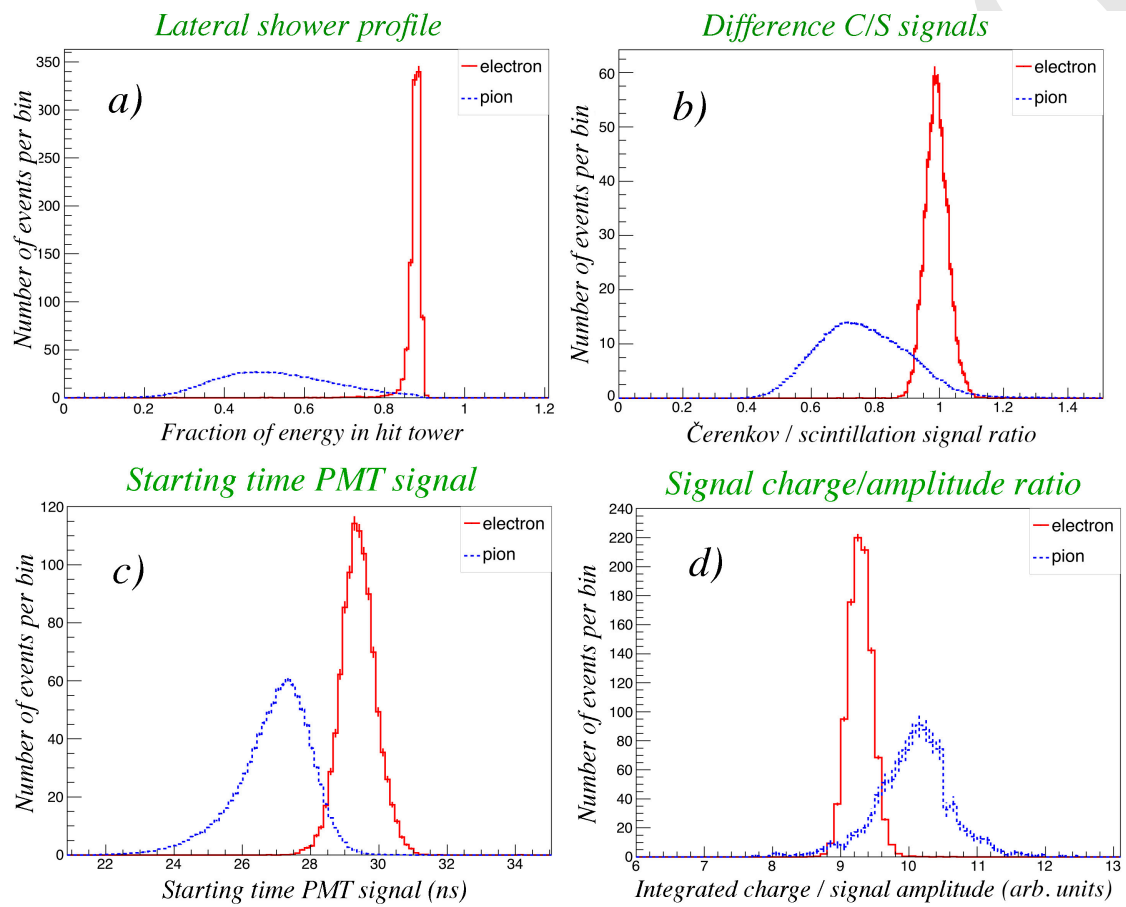 Lateral shower profile
a)
electron
pion
350
300
250
200
150
100
50
0
0 0.2 0.4 0.6 0.8 1 1.2
Number of events per bin
Fraction of energy in hit tower
Difference C/S signals
b)
electron
pion
60
50
40
30
20
10
0
0 0.2 0.4 0.6 0.8 1 1.2 1.4
Number of events per bin
Čerenkov / scintillation signal ratio
Starting time PMT signal
c)
electron
pion
120
100
80
60
40
20
0
22 24 26 28 30 32 34
Number of events per bin
Starting time PMT signal (ns)
Signal charge/amplitude ratio
d)
electron
pion
240
220
200
180
160
140
120
100
80
60
40
20
0
6 7 8 9 10 11 12 13
Number of events per bin
Integrated charge / signal amplitude (arb. units)